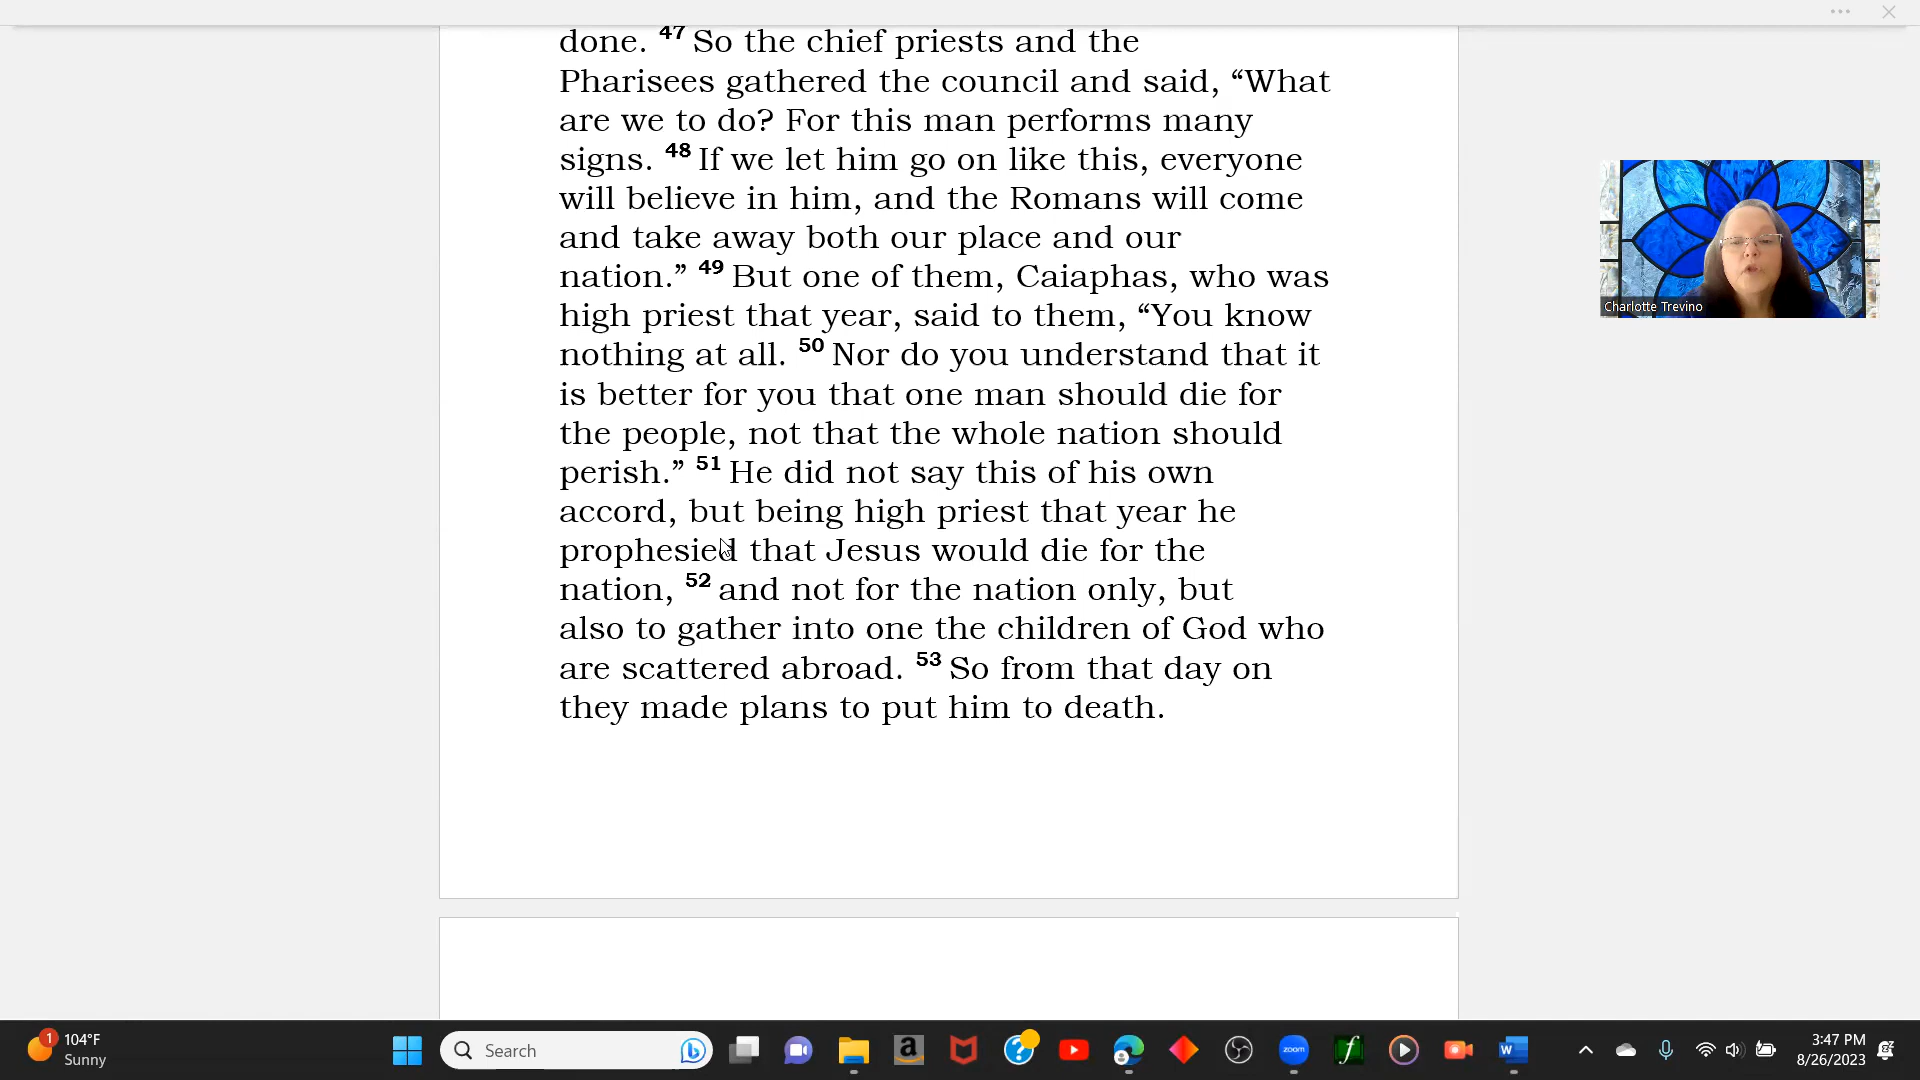 done. 47 So the chief priests and the
Pharisees gathered the council and said, “What
are we to do? For this man performs many
signs. 48 If we let him go on like this, everyone
will believe in him, and the Romans will come
and take away both our place and our
nation.” 49 But one of them, Caiaphas, who was
high priest that year, said to them, “You know
nothing at all. 50 Nor do you understand that it
is better for you that one man should die for
the people, not that the whole nation should
perish.” 51 He did not say this of his own
accord, but being high priest that year he
prophesied that Jesus would die for the
nation, 52 and not for the nation only, but
also to gather into one the children of God who
are scattered abroad. 53 So from that day on
they made plans to put him to death.
Charlotte Trevino
1
104°F
Sunny
Search
a
?
zoom
f
W
3:47 PM
8/26/2023